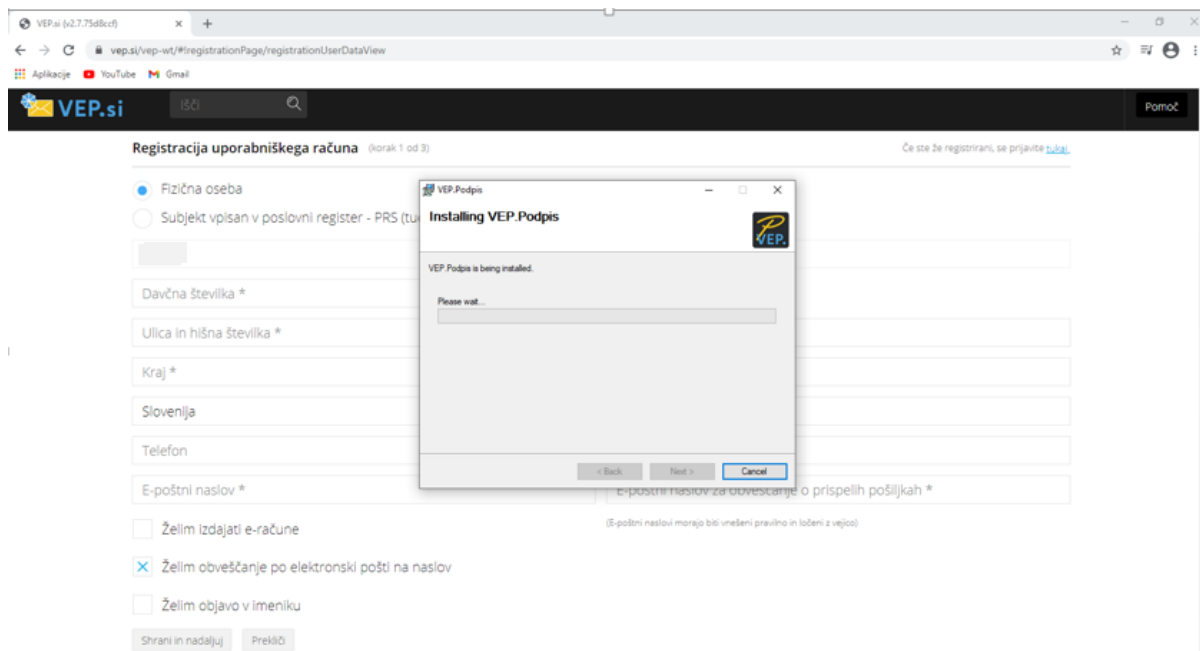 VEP.si (v2.7.75d8ccf)
vep.si/vep-wt/#!registrationPage/registrationUserDataView
Aplikacije YouTube Gmail
VEP.si Išči Pomoč
Registracija uporabniškega računa (korak 1 od 3) Če ste že registrirani, se prijavite tukaj.
Fizična oseba
Subjekt vpisan v poslovni register - PRS (tu
VEP.Podpis
Installing VEP.Podpis
VEP.
VEP.Podpis is being installed.
Please wait...
< Back Next > Cancel
Davčna številka *
Ulica in hišna številka *
Kraj *
Slovenija
Telefon
E-poštni naslov * E-poštni naslov za obveščanje o prispelih pošiljkah *
(E-poštni naslovi morajo biti vnešeni pravilno in ločeni z vejico)
Želim izdajati e-račune
Želim obveščanje po elektronski pošti na naslov
Želim objavo v imeniku
Shrani in nadaljuj Prekliči